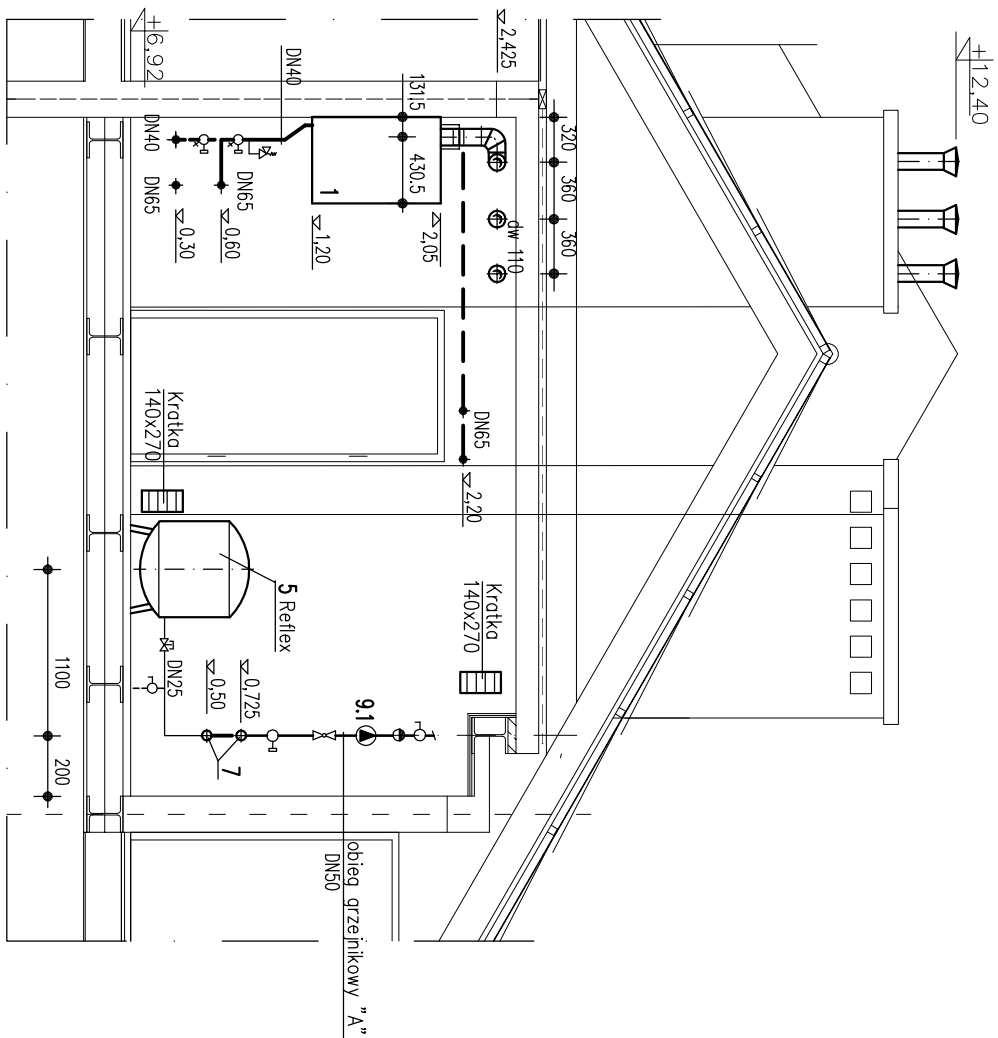 +12,40
+6,92
2,425
DN40
131.5
430.5
320
360
360
dw 110
1
DN40
DN65
DN65
0,30
0,60
1,20
2,05
DN65
2,20
Kratka
140x270
Kratka
140x270
5 Reflex
DN25
0,50
0,725
7
9.1
1100
200
obieg grzejnikowy "A"
DN50